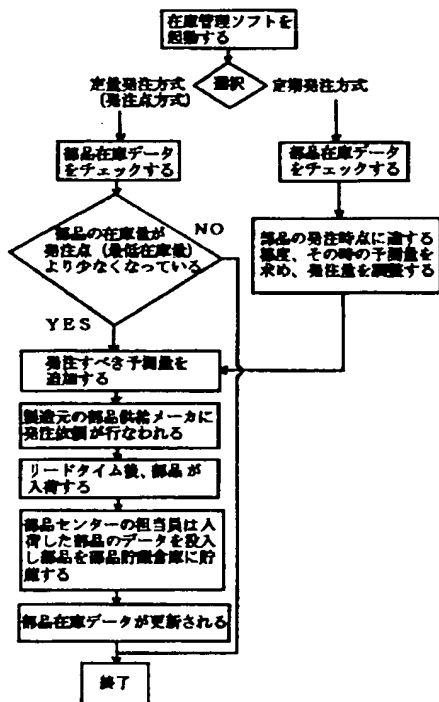 在庫管理ソフトを
起動する
選択
定量発注方式
(発注点方式)
定期発注方式
部品在庫データ
をチェックする
部品在庫データ
をチェックする
部品の在庫量が
発注点(最低在庫量)
より少なくなっている
NO
YES
部品の発注時点に達する
都度、その時の予測量を
求め、発注量を調整する
発注すべき予測量を
追加する
製造元の部品供給メーカに
発注依頼が行なわれる
リードタイム後、部品が
入荷する
部品センターの担当員は入
荷した部品のデータを投入
し部品を部品貯蔵倉庫に貯
蔵する
部品在庫データが更新される
終了